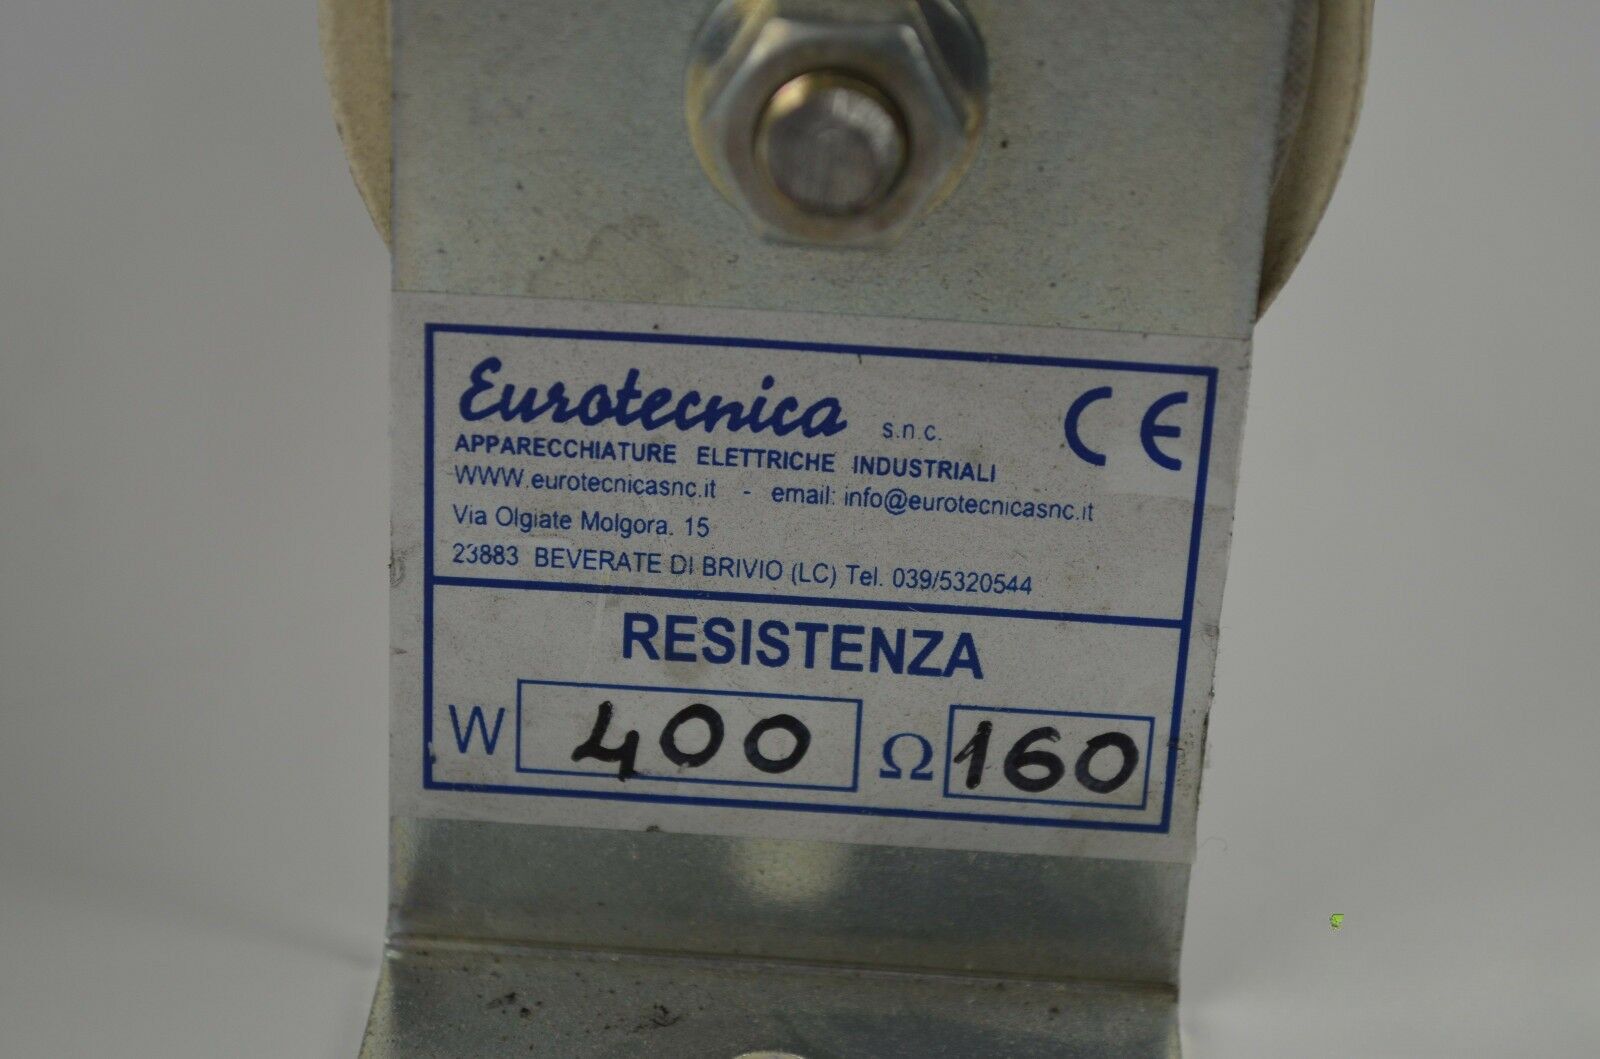 Eurotecnica s.n.c. CE
APPARECCHIATURE ELETTRICHE INDUSTRIALI
WWW.eurotecnicasnc.it - email: info@eurotecnicasnc.it
Via Olgiate Molgora. 15
23883 BEVERATE DI BRIVIO (LC) Tel. 039/5320544
RESISTENZA
W 400 Ω 160